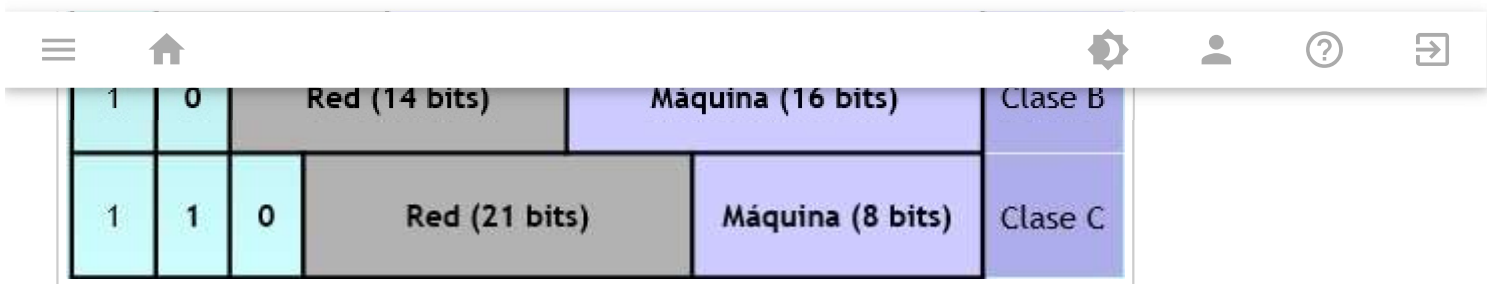 1 0 Red (14 bits) Máquina (16 bits) Clase B
1 1 0 Red (21 bits) Máquina (8 bits) Clase C